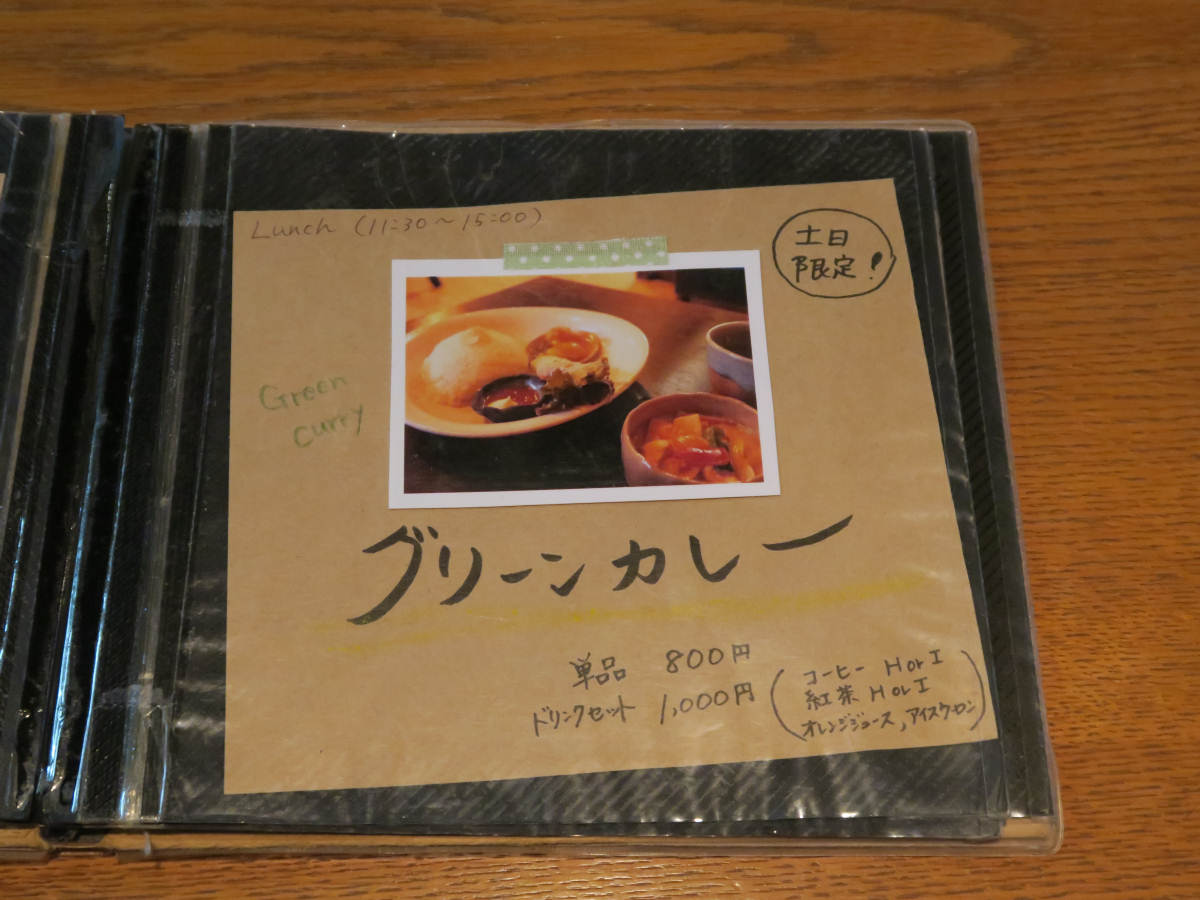 Lunch (11:30〜15:00)
土日
限定!
Green
curry
グリーンカレー
単品 800円
ドリンクセット 1,000円
(コーヒー H or I
紅茶 H or I
オレンジジュース, アイスウーロン)